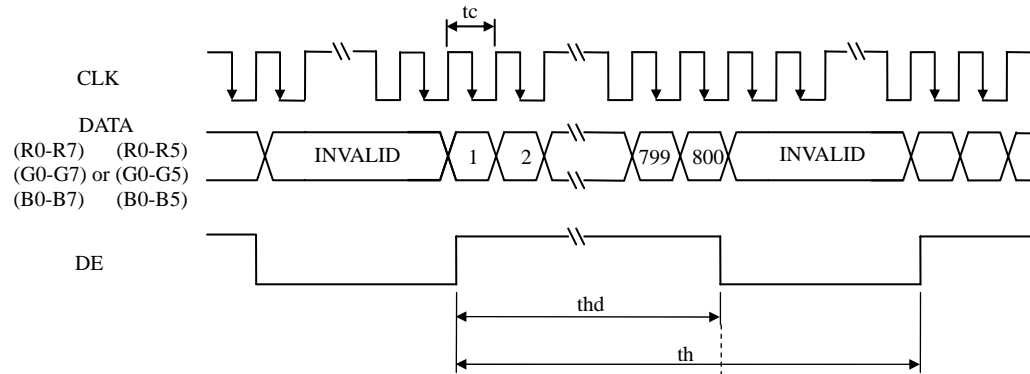 tc
CLK
DATA
(R0-R7) (R0-R5)
(G0-G7) or (G0-G5)
(B0-B7) (B0-B5)
INVALID 1 2 799 800 INVALID
DE
thd
th